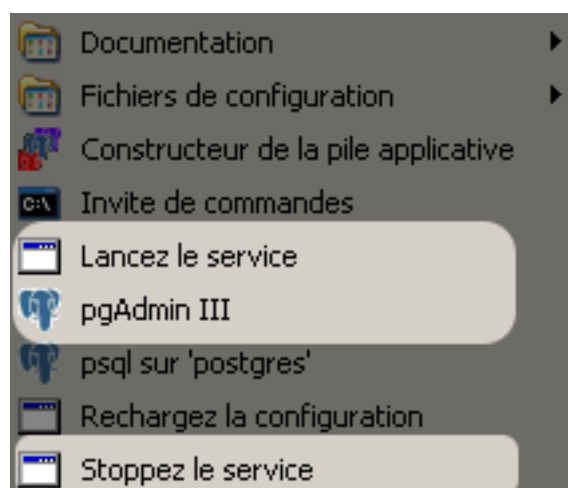 Documentation
Fichiers de configuration
Constructeur de la pile applicative
C:\ Invite de commandes
Lancez le service
pgAdmin III
psql sur 'postgres'
Rechargez la configuration
Stoppez le service